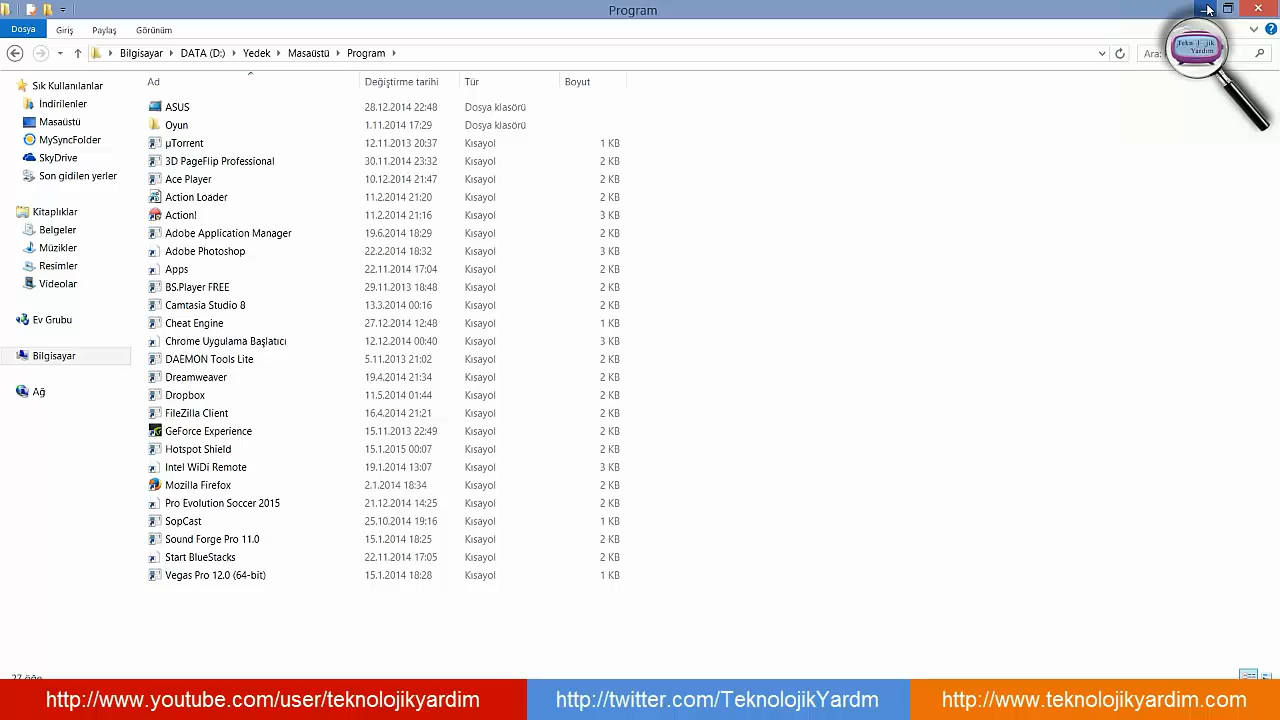 Program
Dosya Giriş Paylaş Görünüm
Bilgisayar DATA (D:) Yedek Masaüstü Program
Ara:
Ad Değiştirme tarihi Tür Boyut
Sık Kullanılanlar
İndirilenler
Masaüstü
MySyncFolder
SkyDrive
Son gidilen yerler
Kitaplıklar
Belgeler
Müzikler
Resimler
Videolar
Ev Grubu
Bilgisayar
Ağ
ASUS 28.12.2014 22:48 Dosya klasörü
Oyun 1.11.2014 17:29 Dosya klasörü
µTorrent 12.11.2013 20:37 Kısayol 1 KB
3D PageFlip Professional 30.11.2014 23:32 Kısayol 2 KB
Ace Player 10.12.2014 21:47 Kısayol 2 KB
Action Loader 11.2.2014 21:20 Kısayol 2 KB
Action! 11.2.2014 21:16 Kısayol 3 KB
Adobe Application Manager 19.6.2014 18:29 Kısayol 2 KB
Adobe Photoshop 22.2.2014 18:32 Kısayol 3 KB
Apps 22.11.2014 17:04 Kısayol 2 KB
BS.Player FREE 29.11.2013 18:48 Kısayol 2 KB
Camtasia Studio 8 13.3.2014 00:16 Kısayol 2 KB
Cheat Engine 27.12.2014 12:48 Kısayol 1 KB
Chrome Uygulama Başlatıcı 12.12.2014 00:40 Kısayol 3 KB
DAEMON Tools Lite 5.11.2013 21:02 Kısayol 2 KB
Dreamweaver 19.4.2014 21:34 Kısayol 2 KB
Dropbox 11.5.2014 01:44 Kısayol 2 KB
FileZilla Client 16.4.2014 21:21 Kısayol 2 KB
GeForce Experience 15.11.2013 22:49 Kısayol 2 KB
Hotspot Shield 15.1.2015 00:07 Kısayol 2 KB
Intel WiDi Remote 19.1.2014 13:07 Kısayol 3 KB
Mozilla Firefox 2.1.2014 18:34 Kısayol 2 KB
Pro Evolution Soccer 2015 21.12.2014 14:25 Kısayol 2 KB
SopCast 25.10.2014 19:16 Kısayol 1 KB
Sound Forge Pro 11.0 15.1.2014 18:25 Kısayol 2 KB
Start BlueStacks 22.11.2014 17:05 Kısayol 2 KB
Vegas Pro 12.0 (64-bit) 15.1.2014 18:28 Kısayol 1 KB
27 öğe
http://www.youtube.com/user/teknolojikyardim
http://twitter.com/TeknolojikYardm
http://www.teknolojikyardim.com